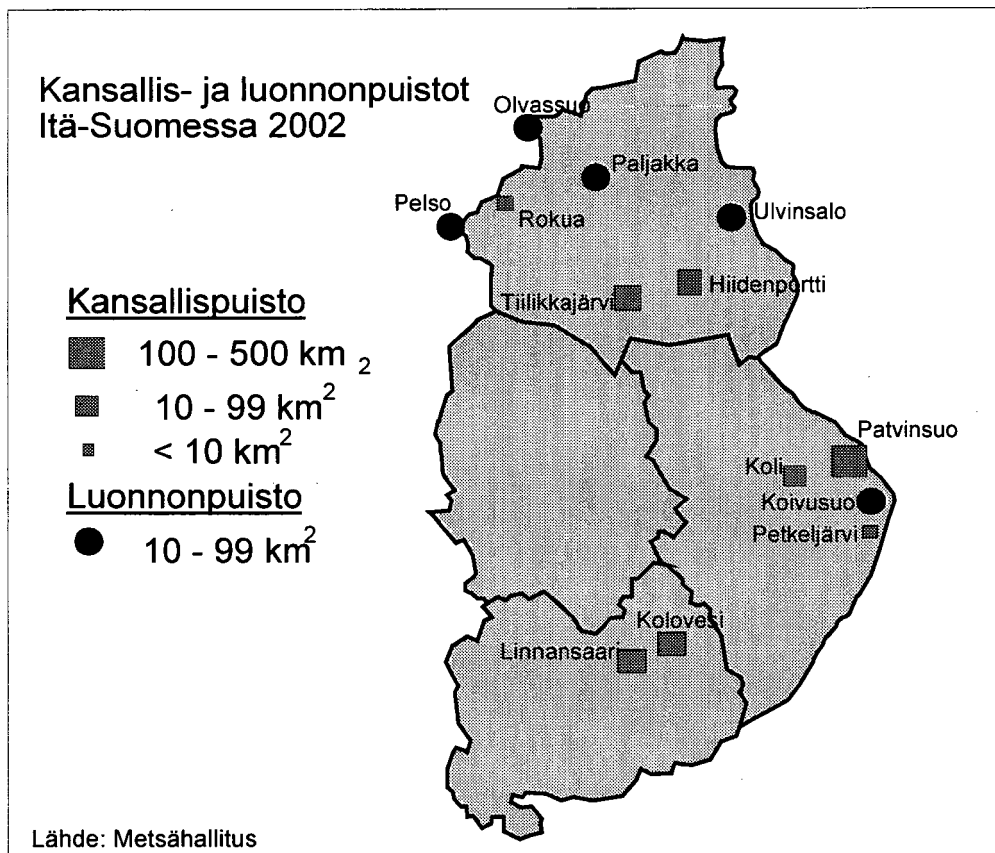 Kansallis- ja luonnonpuistot
Itä-Suomessa 2002
Olvassuo
Paljakka
Pelso
Rokua
Ulvinsalo
Hiidenportti
Tiilikkajärvi
Kansallispuisto
100 - 500 km 2
10 - 99 km2
< 10 km2
Luonnonpuisto
10 - 99 km2
Patvinsuo
Koli
Koivusuo
Petkeljärvi
Kolovesi
Linnansaari
Lähde: Metsähallitus